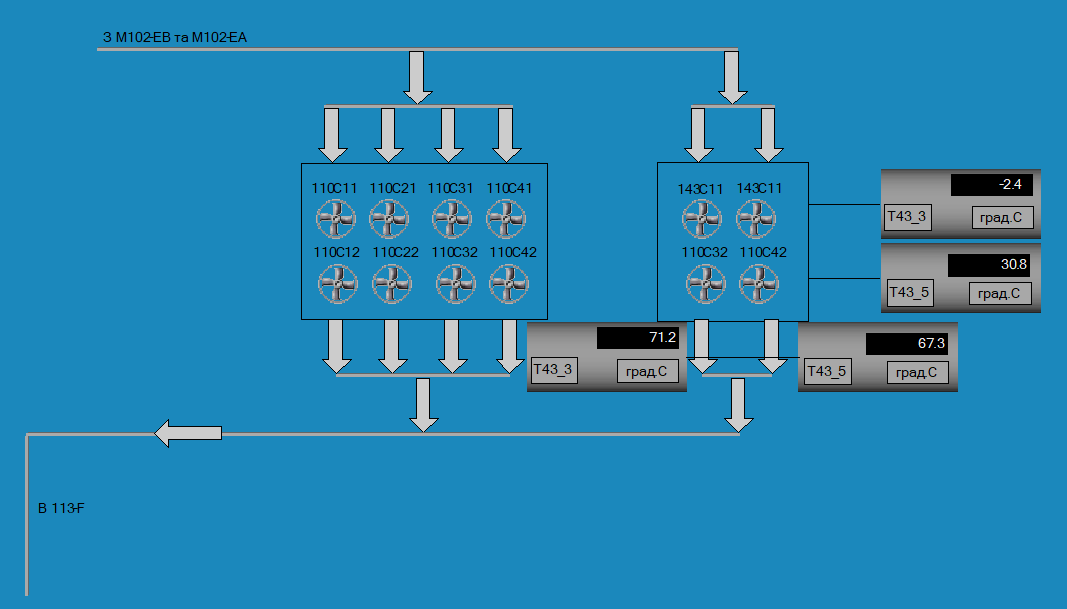 З М102-ЕВ та М102-ЕА
110С11 110С21 110С31 110С41
110С12 110С22 110С32 110С42
143С11 143С11
110С32 110С42
-2.4
Т43_3 град.С
30.8
Т43_5 град.С
71.2
Т43_3 град.С
67.3
Т43_5 град.С
В 113-F